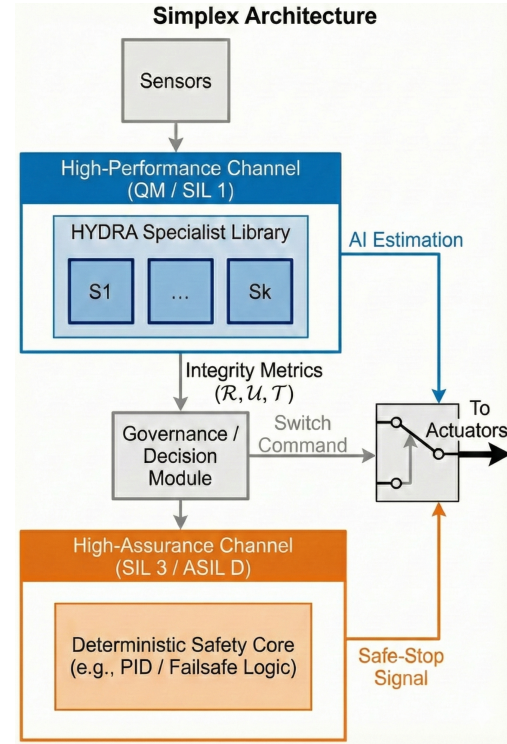 Simplex Architecture
Sensors
High-Performance Channel
(QM / SIL 1)
HYDRA Specialist Library
S1
...
Sk
AI Estimation
Integrity Metrics
(ℛ, 𝒰, 𝒯)
Governance /
Decision
Module
Switch
Command
To
Actuators
High-Assurance Channel
(SIL 3 / ASIL D)
Deterministic Safety Core
(e.g., PID / Failsafe Logic)
Safe-Stop
Signal